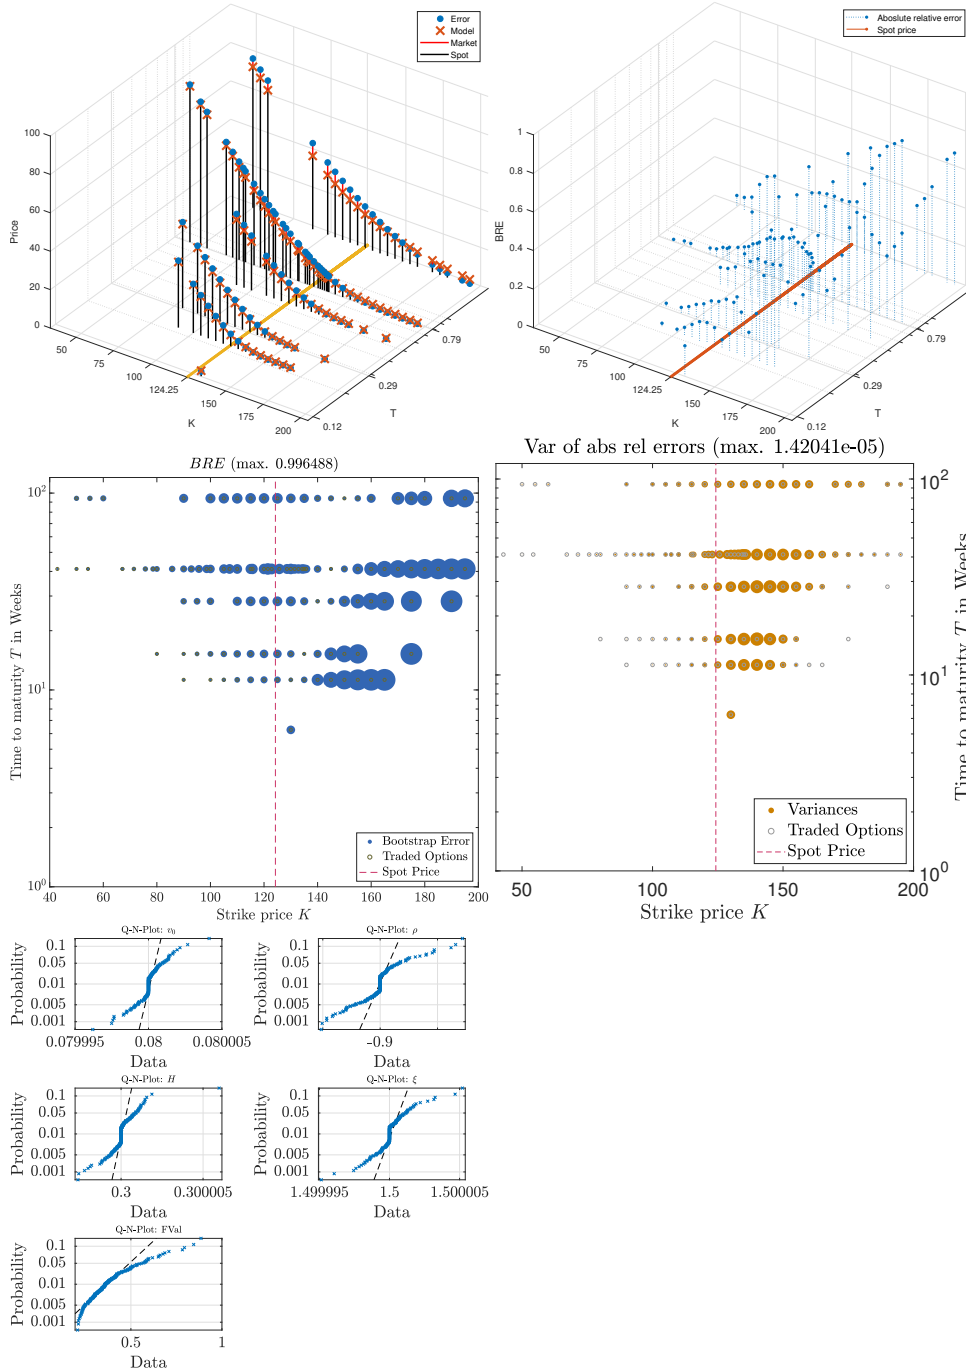 Error
Model
Market
Spot
Price
100
80
60
40
20
0
50
75
100
124.25
150
175
200
K
0.12
0.29
0.79
T
Aboslute relative error
Spot price
BRE
1
0.8
0.6
0.4
0.2
0
50
75
100
124.25
150
175
200
K
0.12
0.29
0.79
T
BRE (max. 0.996488)
Time to maturity T in Weeks
10^2
10^1
10^0
40 60 80 100 120 140 160 180 200
Strike price K
Bootstrap Error
Traded Options
Spot Price
Var of abs rel errors (max. 1.42041e-05)
10^2
10^1
10^0
Time to maturity T in Weeks
50 100 150 200
Strike price K
Variances
Traded Options
Spot Price
Q-N-Plot: v_0
Probability
0.1
0.05
0.01
0.005
0.001
0.079995 0.08 0.080005
Data
Q-N-Plot: ρ
Probability
0.1
0.05
0.01
0.005
0.001
-0.9
Data
Q-N-Plot: H
Probability
0.1
0.05
0.01
0.005
0.001
0.3 0.300005
Data
Q-N-Plot: ξ
Probability
0.1
0.05
0.01
0.005
0.001
1.499995 1.5 1.500005
Data
Q-N-Plot: FVal
Probability
0.1
0.05
0.01
0.005
0.001
0.5 1
Data